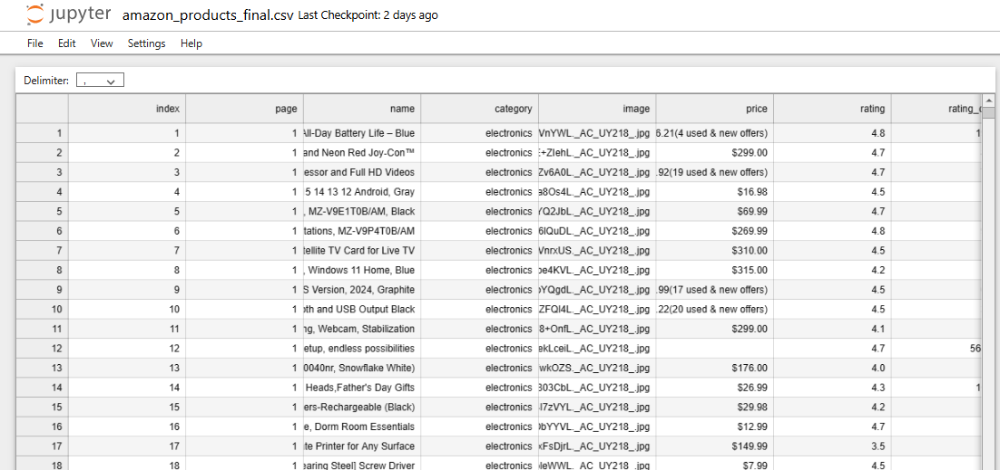 jupyter amazon_products_final.csv Last Checkpoint: 2 days ago
File Edit View Settings Help
Delimiter: ,
index page name category image price rating rating_
1 1 1 All-Day Battery Life – Blue electronics VnYWL._AC_UY218_.jpg 6.21(4 used & new offers) 4.8 1
2 2 1 and Neon Red Joy-Con™ electronics +ZIehL._AC_UY218_.jpg $299.00 4.7
3 3 1 essor and Full HD Videos electronics Zv6A0L._AC_UY218_.jpg .92(19 used & new offers) 4.7
4 4 1 5 14 13 12 Android, Gray electronics a8Os4L._AC_UY218_.jpg $16.98 4.5
5 5 1 , MZ-V9E1T0B/AM, Black electronics YQ2JbL._AC_UY218_.jpg $69.99 4.7
6 6 1 tations, MZ-V9P4T0B/AM electronics 6IQuDL._AC_UY218_.jpg $269.99 4.8
7 7 1 tellite TV Card for Live TV electronics VnrxUS._AC_UY218_.jpg $310.00 4.5
8 8 1 , Windows 11 Home, Blue electronics pe4KVL._AC_UY218_.jpg $315.00 4.2
9 9 1 S Version, 2024, Graphite electronics YQgdL._AC_UY218_.jpg .99(17 used & new offers) 4.5
10 10 1 oth and USB Output Black electronics ZFQI4L._AC_UY218_.jpg .22(20 used & new offers) 4.5
11 11 1 ng, Webcam, Stabilization electronics 8+OnfL._AC_UY218_.jpg $299.00 4.1
12 12 1 etup, endless possibilities electronics ekLceiL._AC_UY218_.jpg 4.7 56
13 13 1 0040nr, Snowflake White) electronics wkOZS._AC_UY218_.jpg $176.00 4.0
14 14 1 Heads,Father's Day Gifts electronics 303CbL._AC_UY218_.jpg $26.99 4.3 1
15 15 1 ers-Rechargeable (Black) electronics I7zVYL._AC_UY218_.jpg $29.98 4.2
16 16 1 e, Dorm Room Essentials electronics bYYVL._AC_UY218_.jpg $12.99 4.7
17 17 1 te Printer for Any Surface electronics xFsDjrL._AC_UY218_.jpg $149.99 3.5
18 18 1 earing Steel] Screw Driver electronics leWWL._AC_UY218_.jpg $7.99 4.5